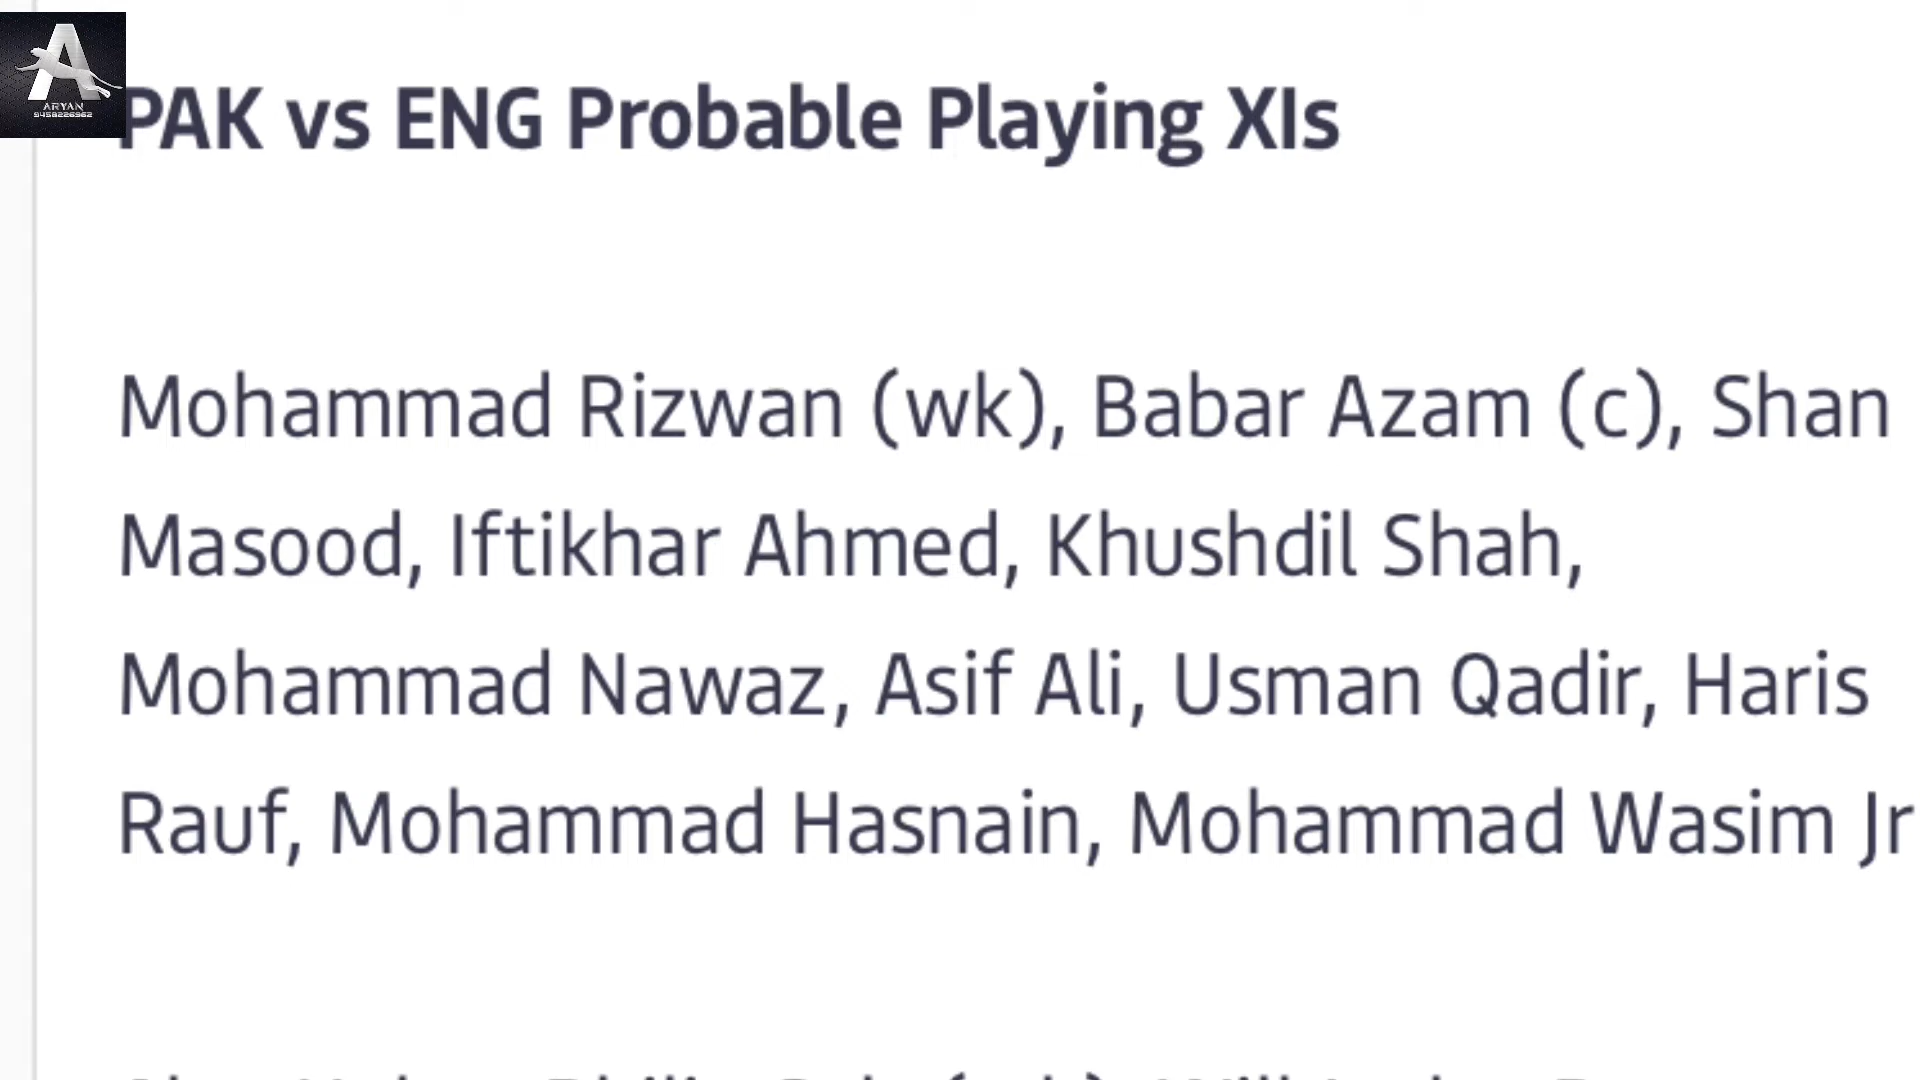 ARYAN
9458226962
PAK vs ENG Probable Playing XIs
Mohammad Rizwan (wk), Babar Azam (c), Shan
Masood, Iftikhar Ahmed, Khushdil Shah,
Mohammad Nawaz, Asif Ali, Usman Qadir, Haris
Rauf, Mohammad Hasnain, Mohammad Wasim Jr